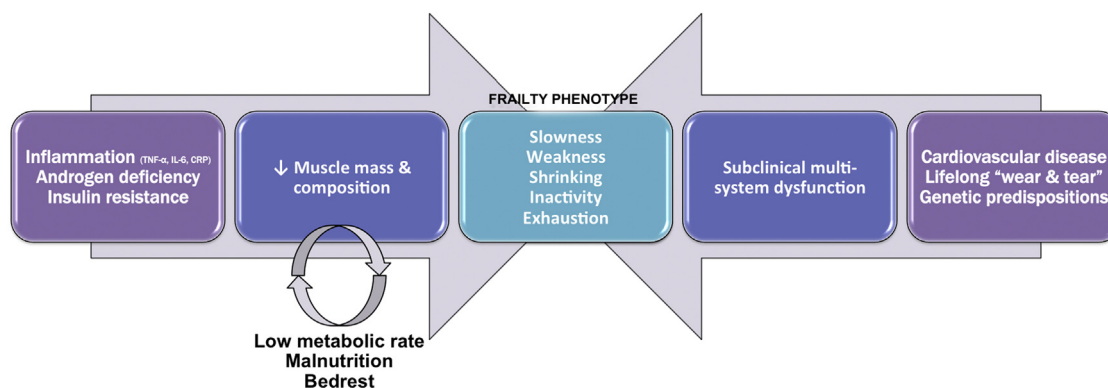 FRAILTY PHENOTYPE
Inflammation (TNF-α, IL-6, CRP)
Androgen deficiency
Insulin resistance
↓ Muscle mass &
composition
Slowness
Weakness
Shrinking
Inactivity
Exhaustion
Subclinical multi-
system dysfunction
Cardiovascular disease
Lifelong “wear & tear”
Genetic predispositions
Low metabolic rate
Malnutrition
Bedrest